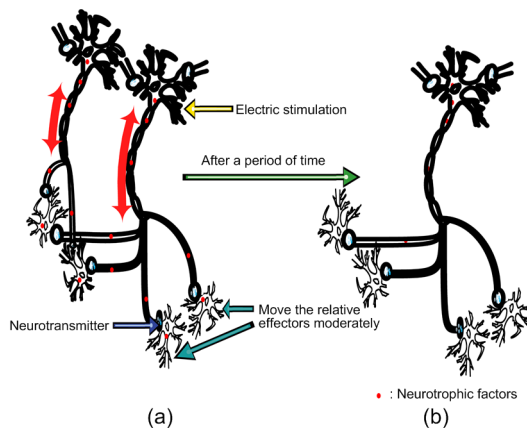 Electric stimulation
After a period of time
Neurotransmitter
Move the relative
effectors moderately
: Neurotrophic factors
(a)
(b)